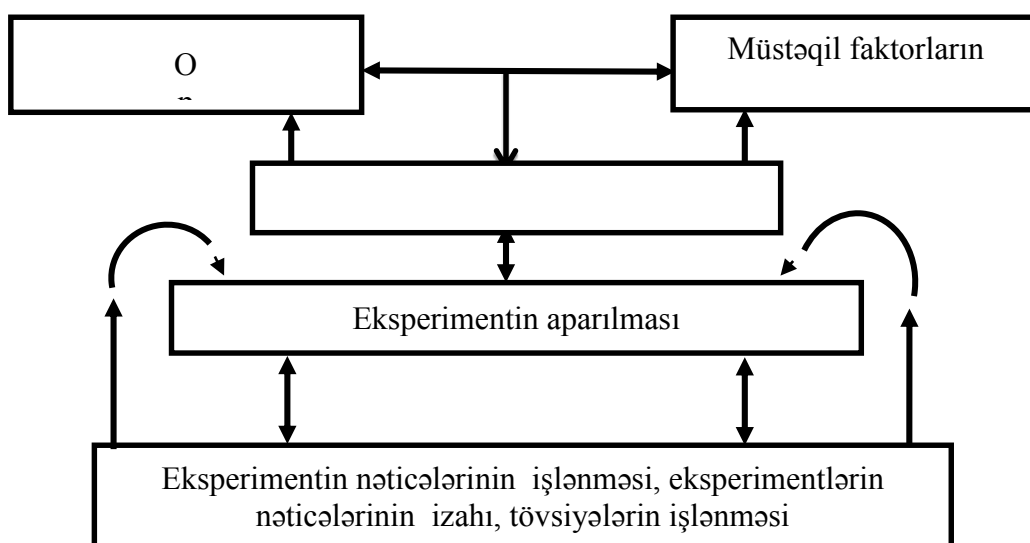 O
Müstəqil faktorların
Eksperimentin aparılması
Eksperimentin nəticələrinin işlənməsi, eksperimentlərin
nəticələrinin izahı, tövsiyələrin işlənməsi